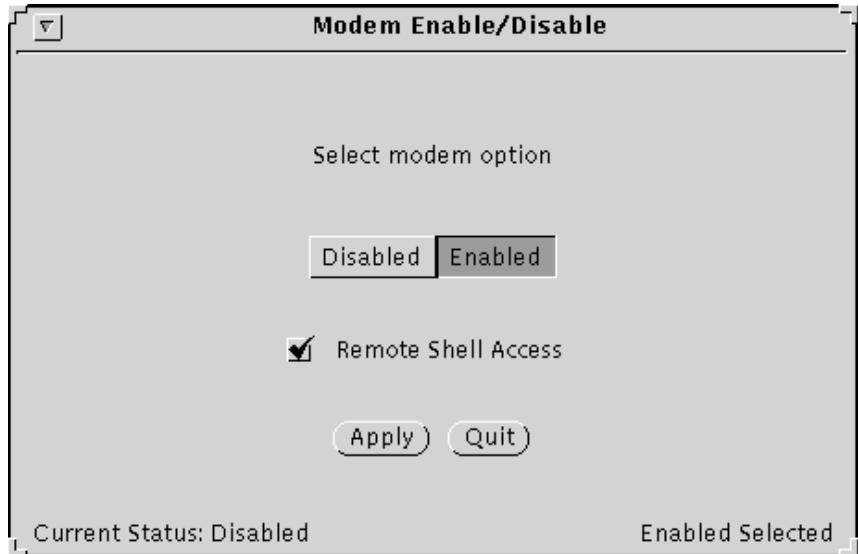 Modem Enable/Disable
Select modem option
Disabled Enabled
Remote Shell Access
Apply Quit
Current Status: Disabled Enabled Selected